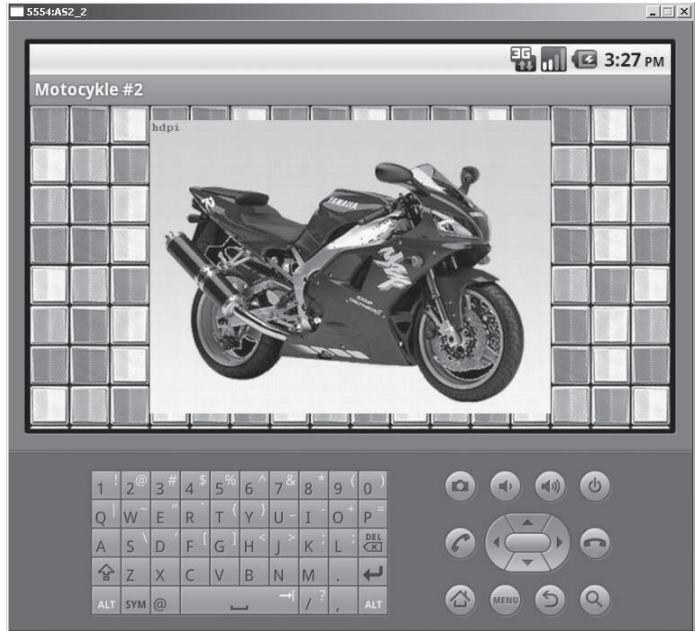 5554:AS2_2
3G 3:27 PM
Motocykle #2
hdpi
YAMAHA
1 ! 2 @ 3 # 4 $ 5 % 6 ^ 7 & 8 * 9 ( 0 )
Q | W ~ E " R ` T { Y } U _ I - O + P =
A S \ D ' F [ G ] H < J > K ; L : DEL
Z X C V B N M .
ALT SYM @ / ? , ALT
MENU